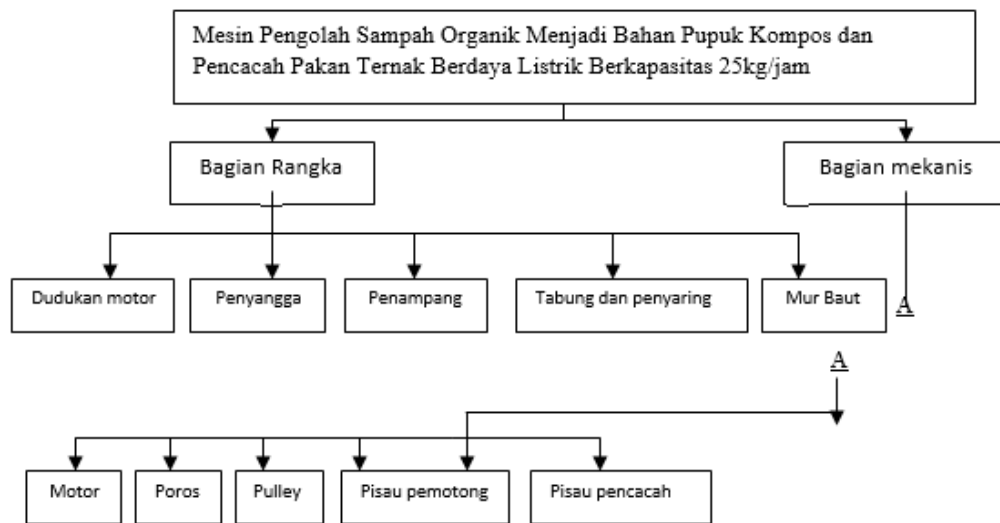 Mesin Pengolah Sampah Organik Menjadi Bahan Pupuk Kompos dan
Pencacah Pakan Ternak Berdaya Listrik Berkapasitas 25kg/jam
Bagian Rangka
Bagian mekanis
Dudukan motor
Penyangga
Penampang
Tabung dan penyaring
Mur Baut
A
A
Motor
Poros
Pulley
Pisau pemotong
Pisau pencacah